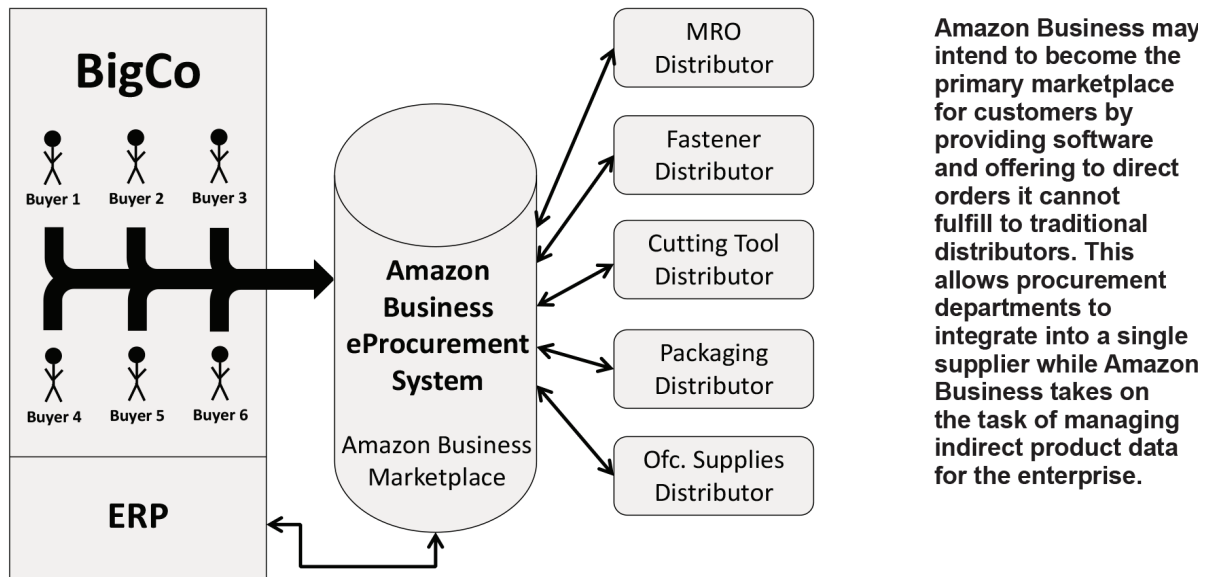 BigCo
Buyer 1
Buyer 2
Buyer 3
Buyer 4
Buyer 5
Buyer 6
ERP
Amazon
Business
eProcurement
System
Amazon Business
Marketplace
MRO
Distributor
Fastener
Distributor
Cutting Tool
Distributor
Packaging
Distributor
Ofc. Supplies
Distributor
Amazon Business may
intend to become the
primary marketplace
for customers by
providing software
and offering to direct
orders it cannot
fulfill to traditional
distributors. This
allows procurement
departments to
integrate into a single
supplier while Amazon
Business takes on
the task of managing
indirect product data
for the enterprise.